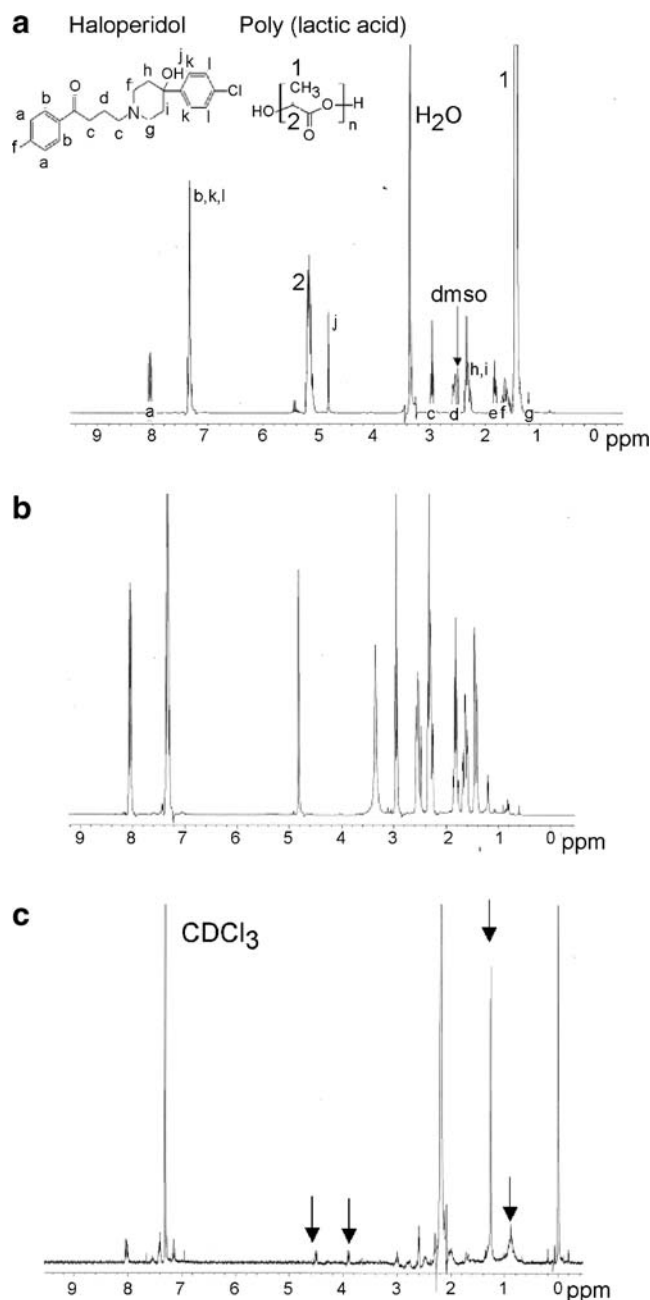 a
Haloperidol Poly (lactic acid)
j 1
h OH k l
CH3
b d f Cl
O
a N i HO H
c c g k l 2 O n
f b
a
H2O
1
b,k,l
2
j
dmso
h,i
a c d e f g
9 8 7 6 5 4 3 2 1 0 ppm
b
8 7 6 5 4 3 2 1 0 ppm
c
CDCl3
9 8 7 6 5 4 3 2 1 0 ppm